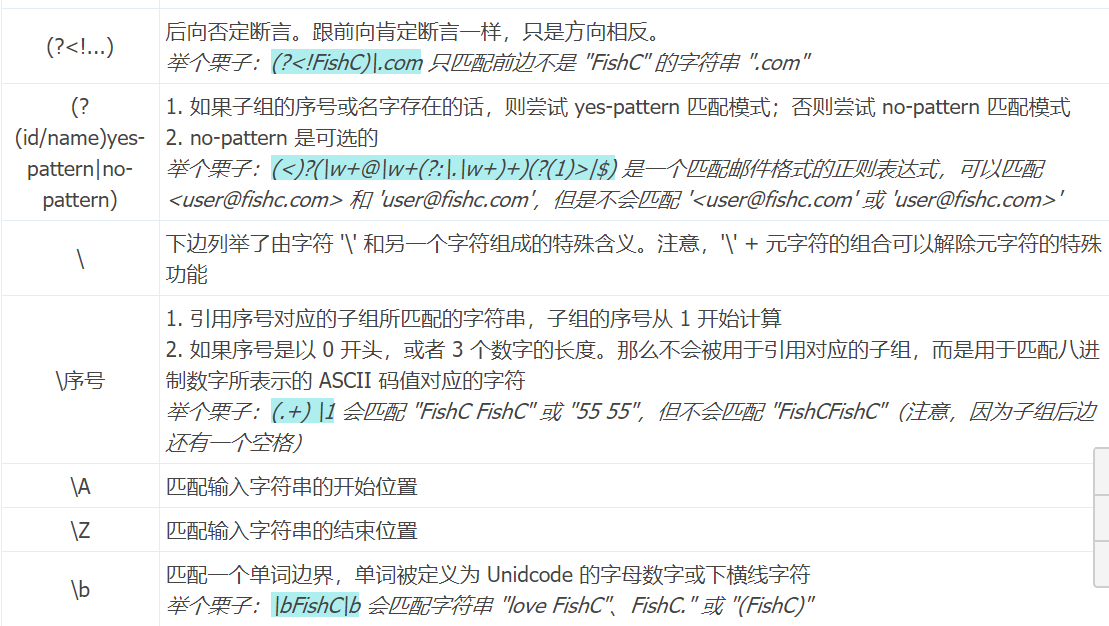 (?<!...)
后向否定断言。跟前向肯定断言一样，只是方向相反。
举个栗子：(?<!FishC)\.com 只匹配前边不是 "FishC" 的字符串 ".com"
(?
(id/name)yes-
pattern|no-
pattern)
1. 如果子组的序号或名字存在的话，则尝试 yes-pattern 匹配模式；否则尝试 no-pattern 匹配模式
2. no-pattern 是可选的
举个栗子：(<)?(\w+@\w+(?:\.\w+)+)(?(1)>|$) 是一个匹配邮件格式的正则表达式，可以匹配
<user@fishc.com> 和 'user@fishc.com'，但是不会匹配 '<user@fishc.com' 或 'user@fishc.com>'
\
下边列举了由字符 '\' 和另一个字符组成的特殊含义。注意，'\' + 元字符的组合可以解除元字符的特殊
功能
\序号
1. 引用序号对应的子组所匹配的字符串，子组的序号从 1 开始计算
2. 如果序号是以 0 开头，或者 3 个数字的长度。那么不会被用于引用对应的子组，而是用于匹配八进
制数字所表示的 ASCII 码值对应的字符
举个栗子：(.+) \1 会匹配 "FishC FishC" 或 "55 55"，但不会匹配 "FishCFishC"（注意，因为子组后边
还有一个空格）
\A
匹配输入字符串的开始位置
\Z
匹配输入字符串的结束位置
\b
匹配一个单词边界，单词被定义为 Unidcode 的字母数字或下横线字符
举个栗子：\bFishC\b 会匹配字符串 "love FishC"、FishC." 或 "(FishC)"